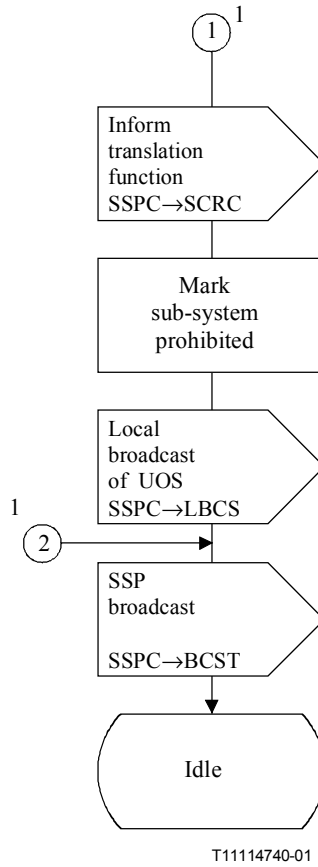 1
1
Inform
translation
function
SSPC→SCRC
Mark
sub-system
prohibited
Local
broadcast
of UOS
SSPC→LBCS
1
2
SSP
broadcast
SSPC→BCST
Idle
T11114740-01